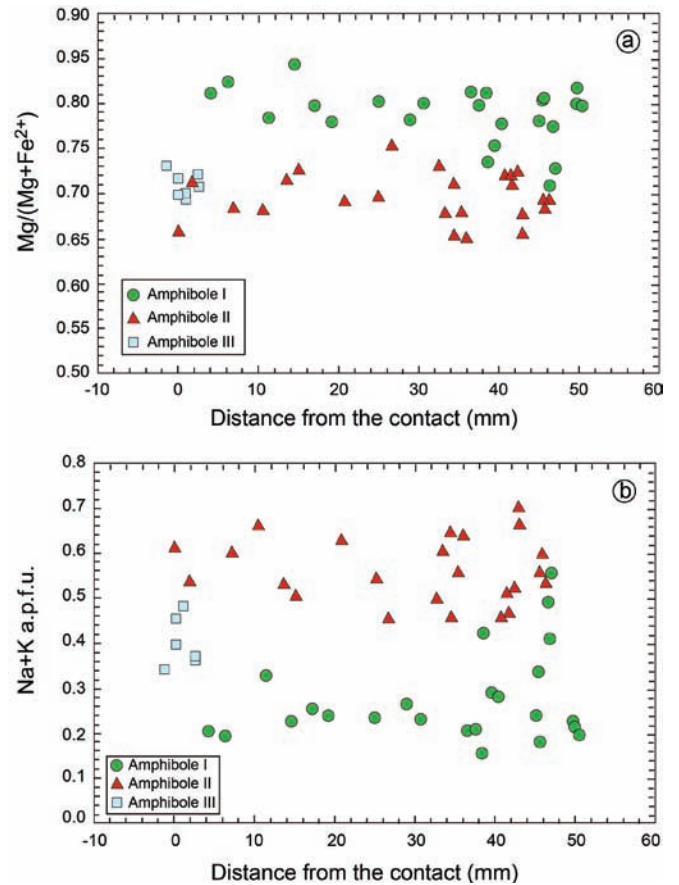 0.90
ⓐ
0.95
0.80
0.75
0.70
0.65
0.60
0.55
0.50
Mg/(Mg+Fe²⁺)
Amphibole I
Amphibole II
Amphibole III
-10 0 10 20 30 40 50 60
Distance from the contact (mm)
0.8
ⓑ
0.7
0.6
0.5
0.4
0.3
0.2
0.1
0.0
Na+K a.p.f.u.
Amphibole I
Amphibole II
Amphibole III
-10 0 10 20 30 40 50 60
Distance from the contact (mm)